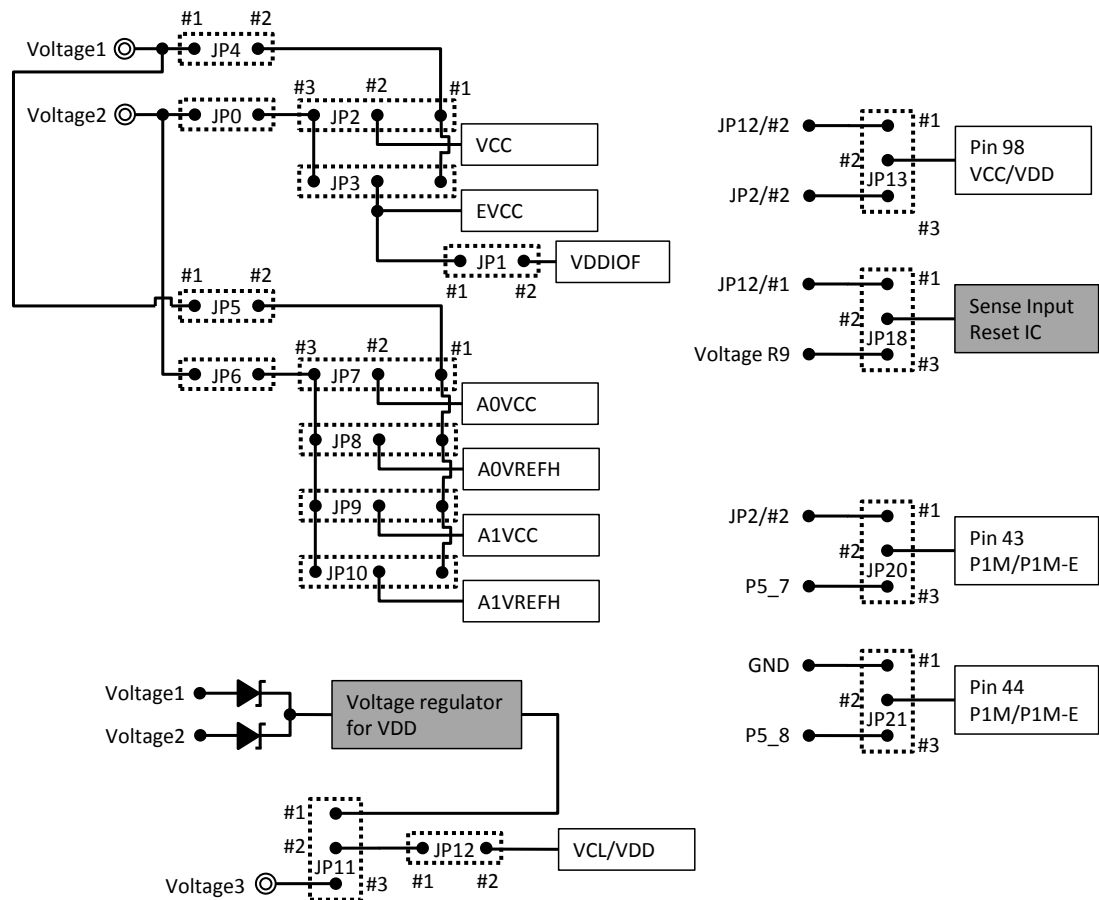 #1 #2
Voltage1 JP4
#3 #2 #1
Voltage2 JP0 JP2
VCC
JP3
EVCC
JP1 VDDIOF
#1 #2
#1 #2
JP5
#3 #2 #1
JP6 JP7
A0VCC
JP8
A0VREFH
JP9
A1VCC
JP10
A1VREFH
Voltage1
Voltage2
Voltage regulator
for VDD
#1
#2
JP11
Voltage3 #3
JP12
#1 #2
VCL/VDD
JP12/#2 #1
#2
JP13
JP2/#2
#3
Pin 98
VCC/VDD
JP12/#1 #1
#2
JP18
Voltage R9 #3
Sense Input
Reset IC
JP2/#2 #1
#2
JP20
P5_7 #3
Pin 43
P1M/P1M-E
GND #1
#2
JP21
P5_8 #3
Pin 44
P1M/P1M-E